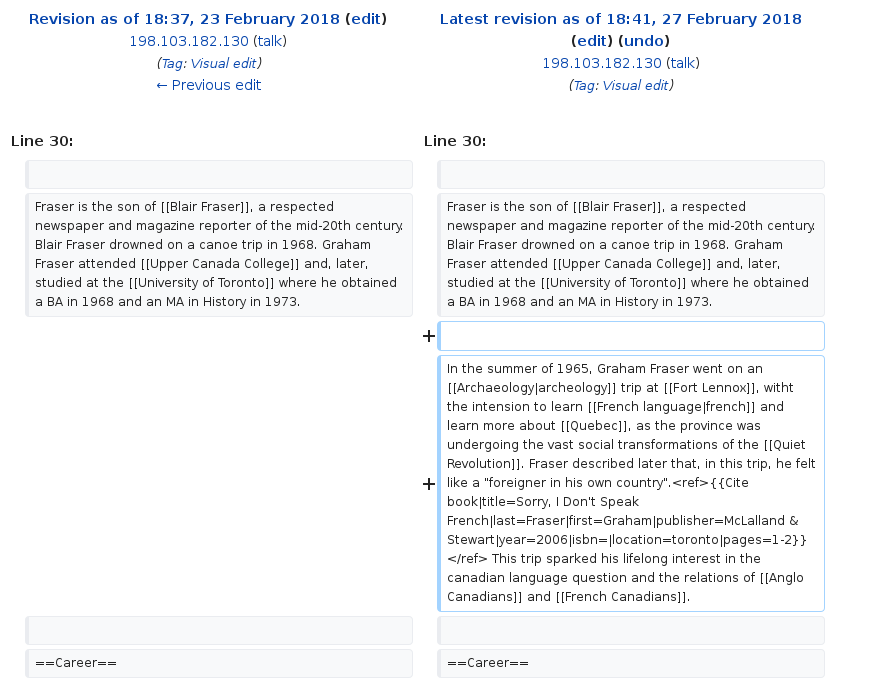 Revision as of 18:37, 23 February 2018 (edit)
198.103.182.130 (talk)
(Tag: Visual edit)
← Previous edit
Latest revision as of 18:41, 27 February 2018
(edit) (undo)
198.103.182.130 (talk)
(Tag: Visual edit)
Line 30:
Line 30:
Fraser is the son of [[Blair Fraser]], a respected
newspaper and magazine reporter of the mid-20th century.
Blair Fraser drowned on a canoe trip in 1968. Graham
Fraser attended [[Upper Canada College]] and, later,
studied at the [[University of Toronto]] where he obtained
a BA in 1968 and an MA in History in 1973.
Fraser is the son of [[Blair Fraser]], a respected
newspaper and magazine reporter of the mid-20th century.
Blair Fraser drowned on a canoe trip in 1968. Graham
Fraser attended [[Upper Canada College]] and, later,
studied at the [[University of Toronto]] where he obtained
a BA in 1968 and an MA in History in 1973.
+
+
In the summer of 1965, Graham Fraser went on an
[[Archaeology|archeology]] trip at [[Fort Lennox]], witht
the intension to learn [[French language|french]] and
learn more about [[Quebec]], as the province was
undergoing the vast social transformations of the [[Quiet
Revolution]]. Fraser described later that, in this trip, he felt
like a "foreigner in his own country".<ref>{{Cite
book|title=Sorry, I Don't Speak
French|last=Fraser|first=Graham|publisher=McLalland &
Stewart|year=2006|isbn=|location=toronto|pages=1-2}}
</ref> This trip sparked his lifelong interest in the
canadian language question and the relations of [[Anglo
Canadians]] and [[French Canadians]].
==Career==
==Career==